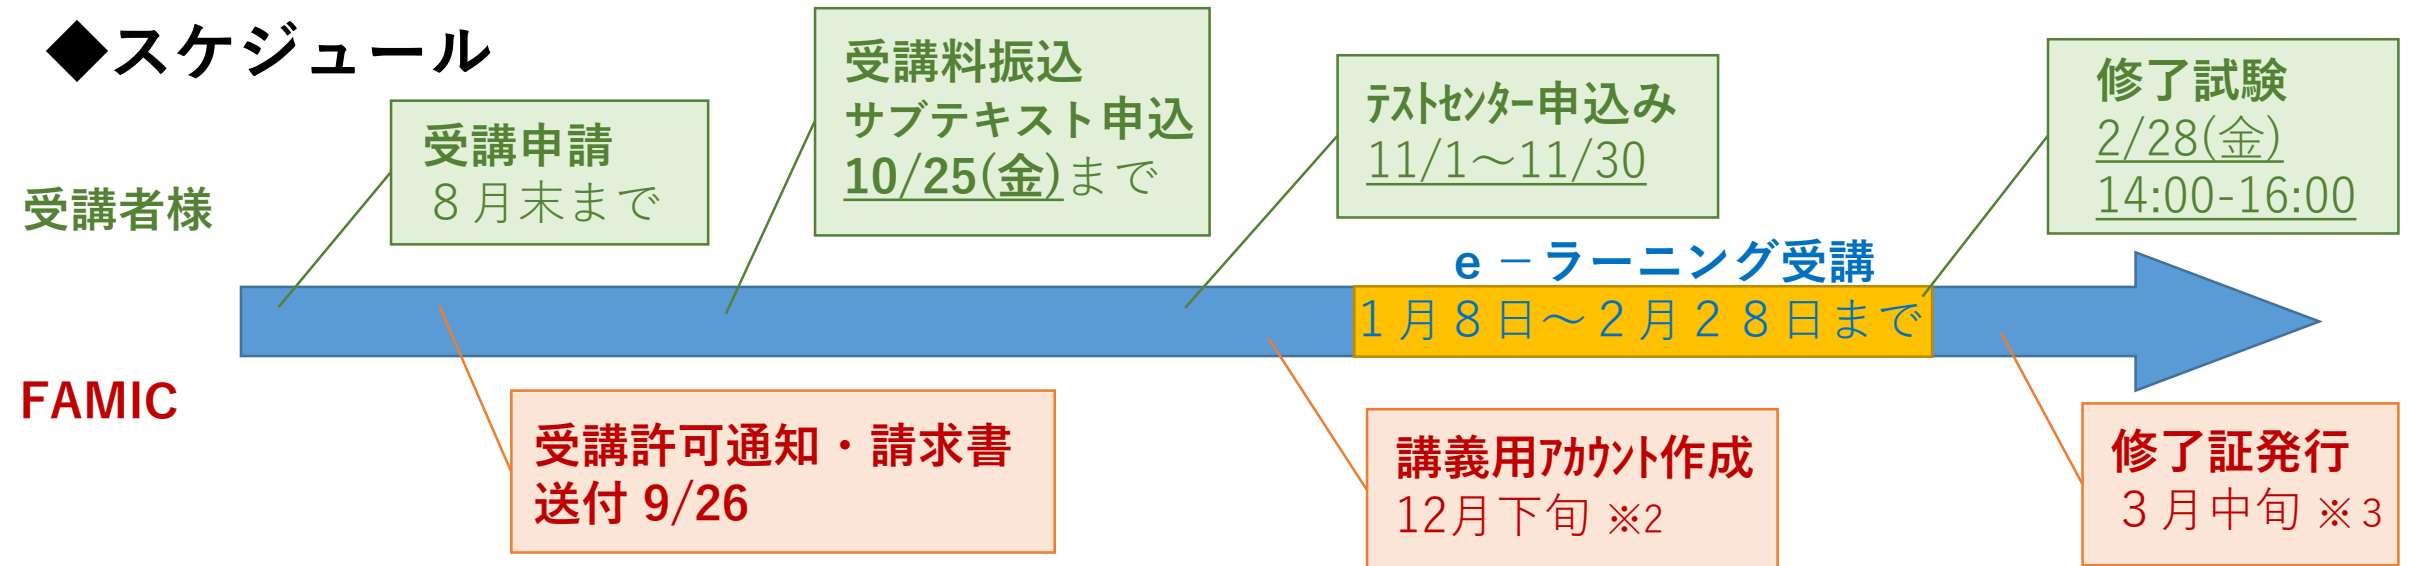 ◆スケジュール
受講申請
８月末まで
受講料振込
サブテキスト申込
10/25(金)まで
ﾃｽﾄｾﾝﾀｰ申込み
11/1～11/30
修了試験
2/28(金)
14:00-16:00
受講者様
e－ラーニング受講
１月８日～２月２８日まで
FAMIC
受講許可通知・請求書
送付 9/26
講義用ｱｶｳﾝﾄ作成
12月下旬 ※2
修了証発行
３月中旬 ※３